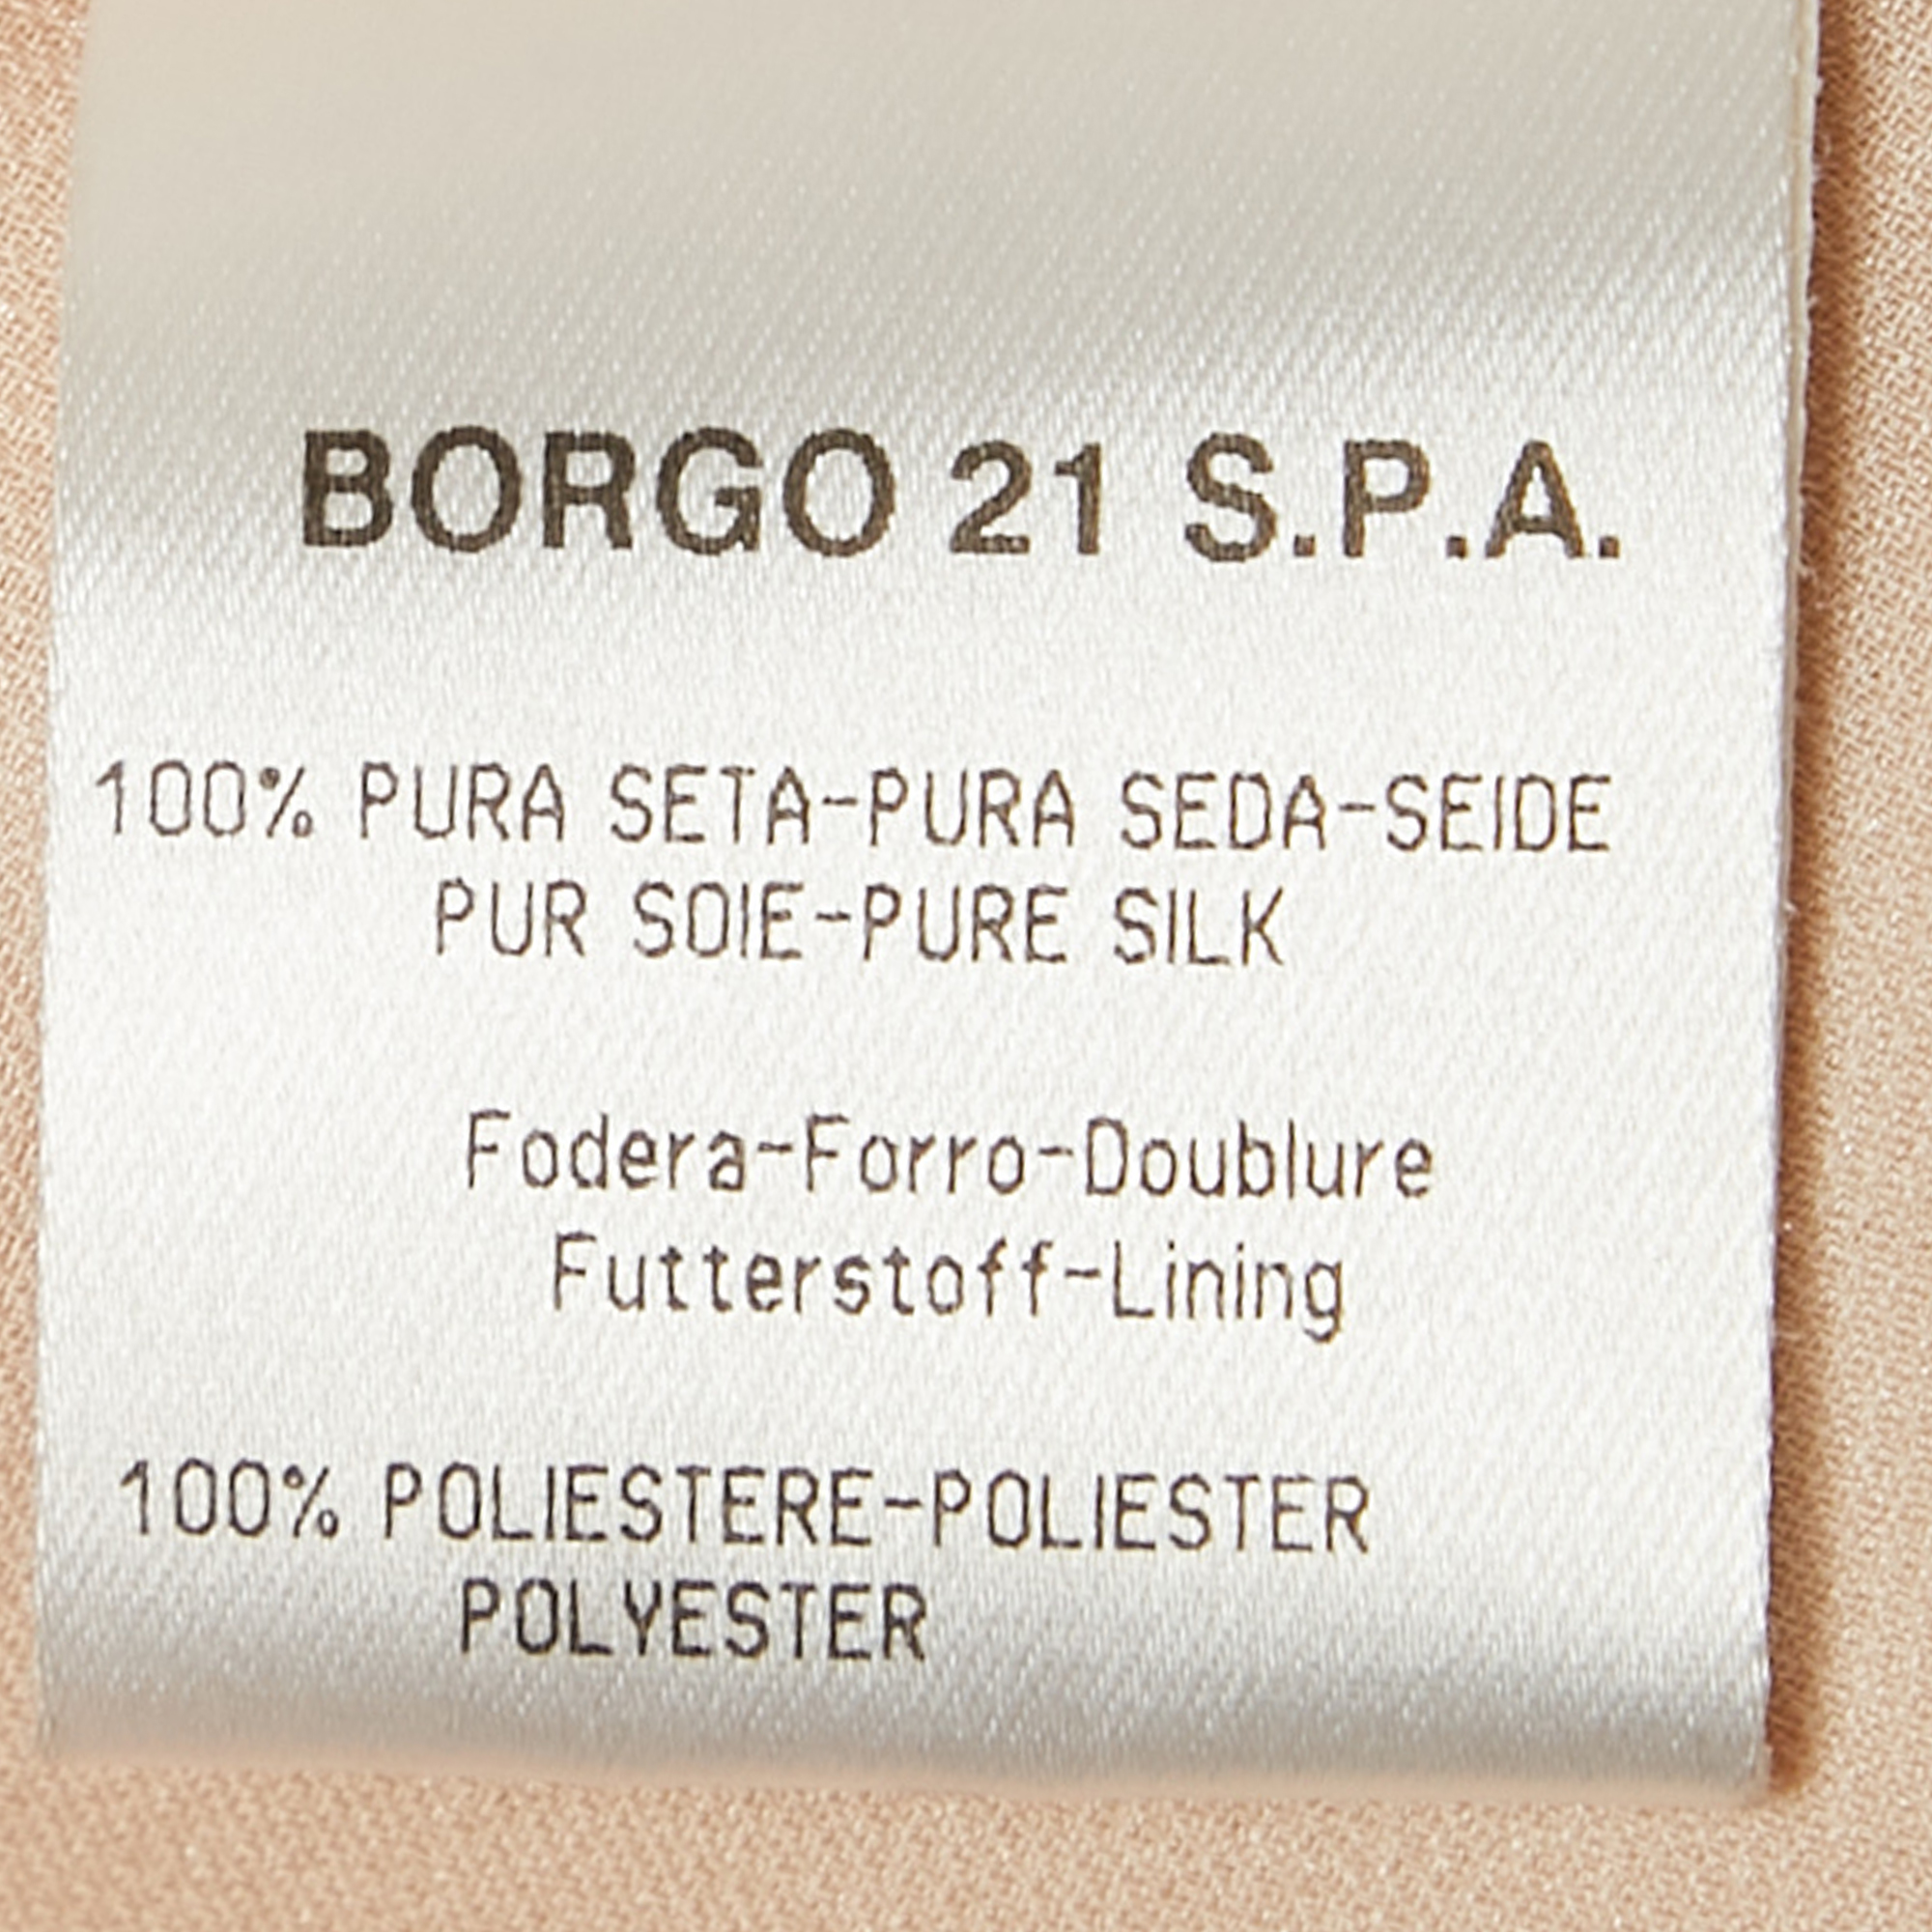 BORGO 21 S.P.A.
100% PURA SETA-PURA SEDA-SEIDE
PUR SOIE-PURE SILK
Fodera-Forro-Doublure
Futterstoff-Lining
100% POLIESTERE-POLIESTER
POLYESTER